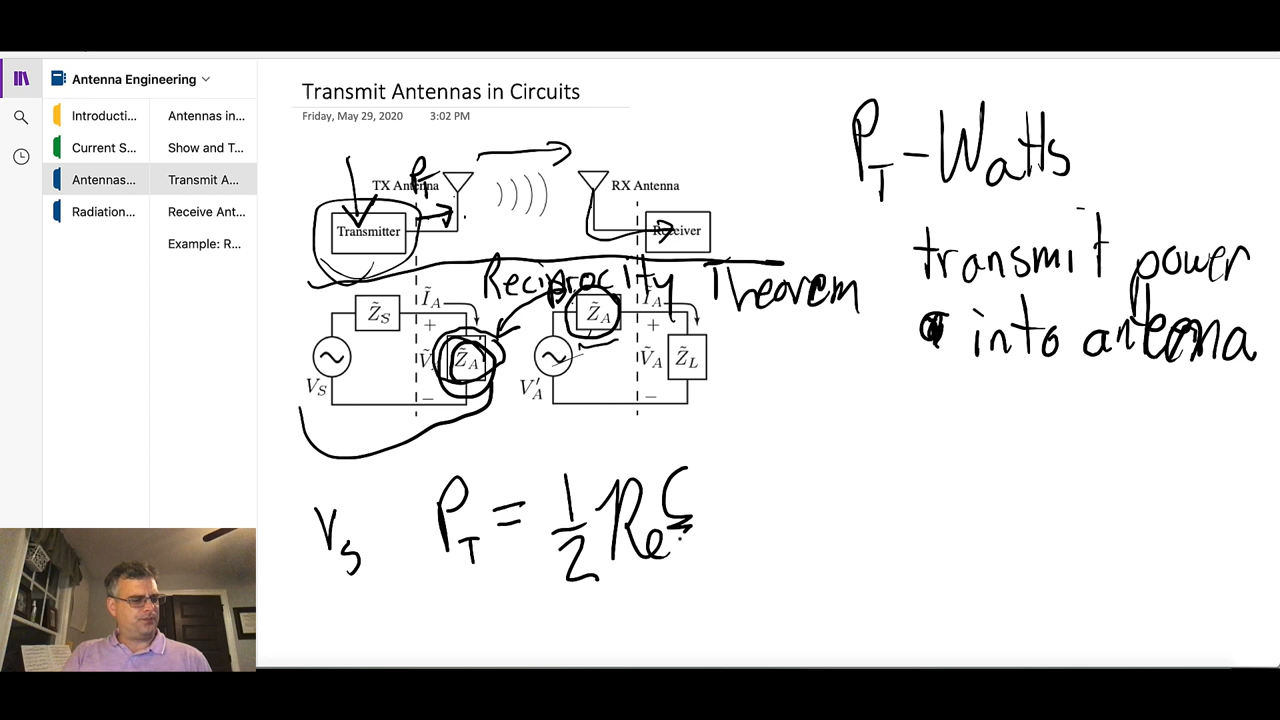 Antenna Engineering
Introducti...
Current S...
Antennas...
Radiation...
Antennas in...
Show and T...
Transmit A...
Receive Ant...
Example: R...
Transmit Antennas in Circuits
Friday, May 29, 2020 3:02 PM
P_T
TX Antenna
RX Antenna
Transmitter
Receiver
Reciprocity Theorem
Z̃_S
Ĩ_A
+
Z̃_A
−
V_S
Z̃_A
Ĩ_A
+
Ṽ_A
Z̃_L
−
V'_A
V_S P_T = 1/2 Re{
P_T - Watts
transmit power
into antenna